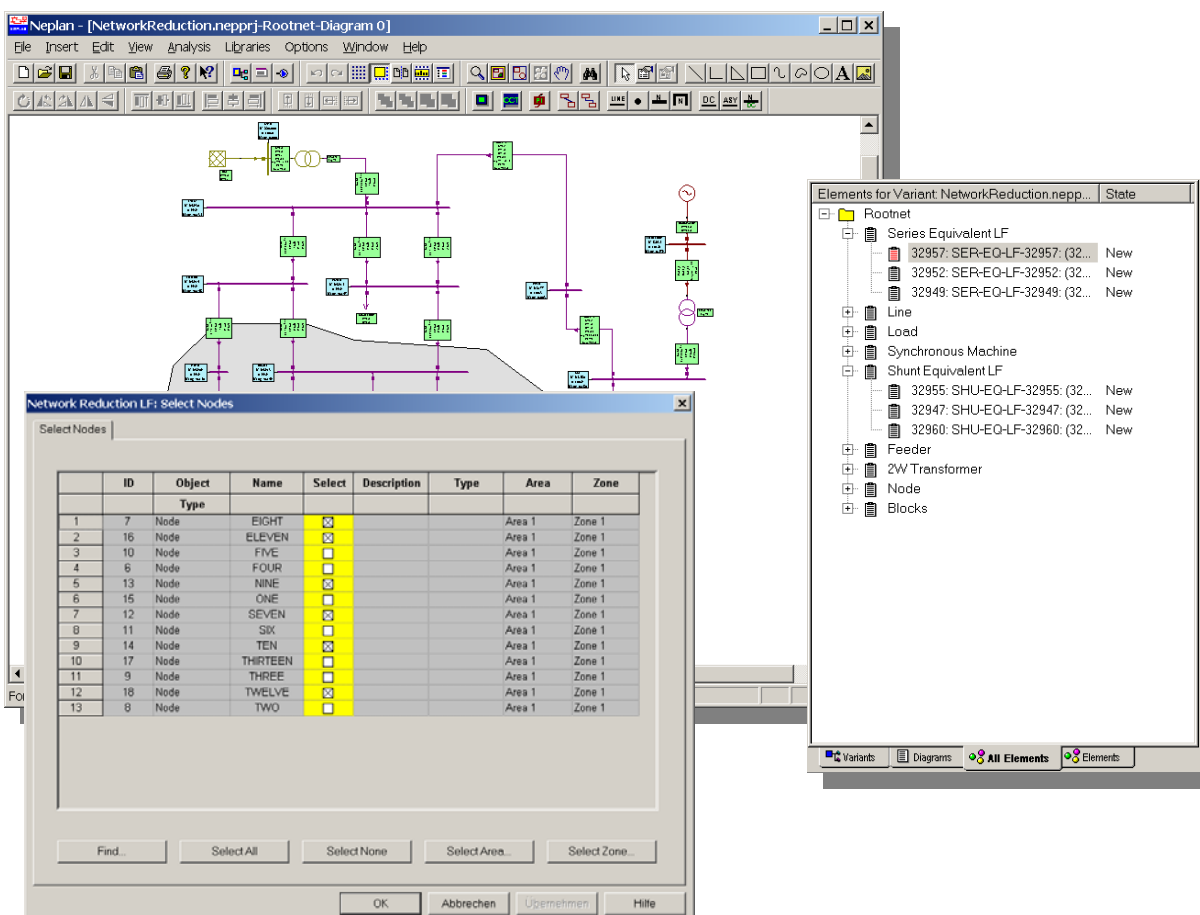 Neplan - [NetworkReduction.nepprj-Rootnet-Diagram 0]
File Insert Edit View Analysis Libraries Options Window Help
CCT LINE N N DC ASY N DC
Elements for Variant: NetworkReduction.nepp... State
Rootnet
Series Equivalent LF
32957: SER-EQ-LF-32957: (32... New
32952: SER-EQ-LF-32952: (32... New
32949: SER-EQ-LF-32949: (32... New
Line
Load
Synchronous Machine
Shunt Equivalent LF
32955: SHU-EQ-LF-32955: (32... New
32947: SHU-EQ-LF-32947: (32... New
32960: SHU-EQ-LF-32960: (32... New
Feeder
2W Transformer
Node
Blocks
Variants Diagrams All Elements Elements
Network Reduction LF: Select Nodes
Select Nodes
ID Object Name Select Description Type Area Zone
Type
1 7 Node EIGHT Area 1 Zone 1
2 16 Node ELEVEN Area 1 Zone 1
3 10 Node FIVE Area 1 Zone 1
4 6 Node FOUR Area 1 Zone 1
5 13 Node NINE Area 1 Zone 1
6 15 Node ONE Area 1 Zone 1
7 12 Node SEVEN Area 1 Zone 1
8 11 Node SIX Area 1 Zone 1
9 14 Node TEN Area 1 Zone 1
10 17 Node THIRTEEN Area 1 Zone 1
11 9 Node THREE Area 1 Zone 1
12 18 Node TWELVE Area 1 Zone 1
13 8 Node TWO Area 1 Zone 1
Find... Select All Select None Select Area... Select Zone...
OK Abbrechen Übernehmen Hilfe